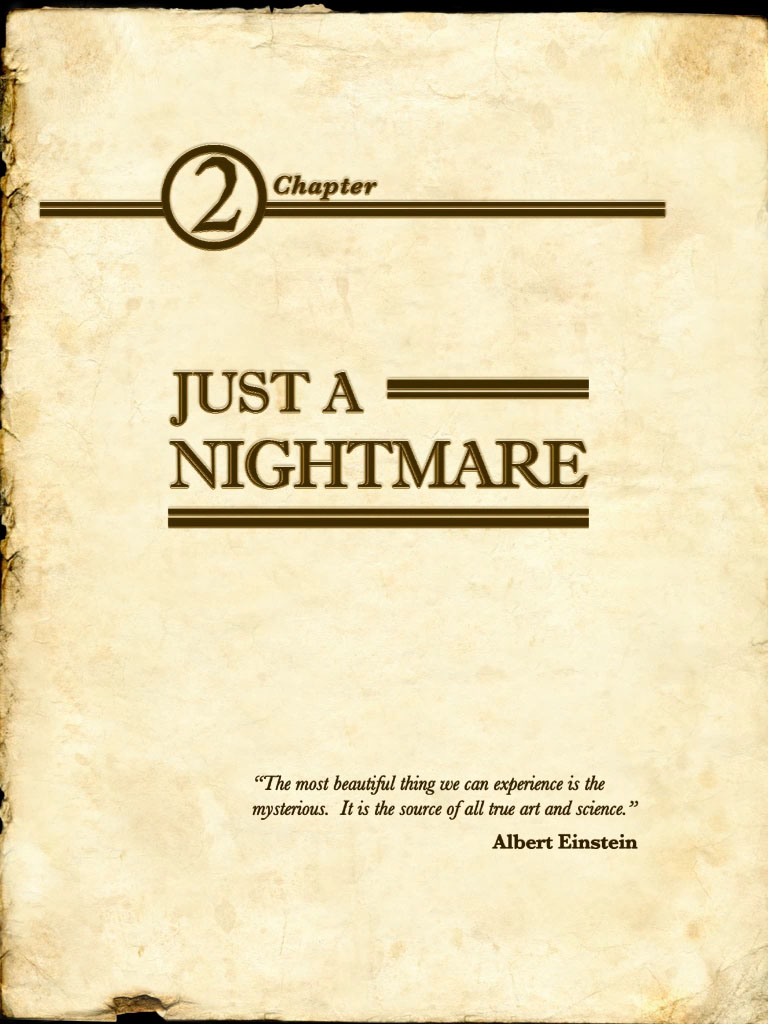 2 Chapter
JUST A
NIGHTMARE
“The most beautiful thing we can experience is the
mysterious.  It is the source of all true art and science.”
Albert Einstein